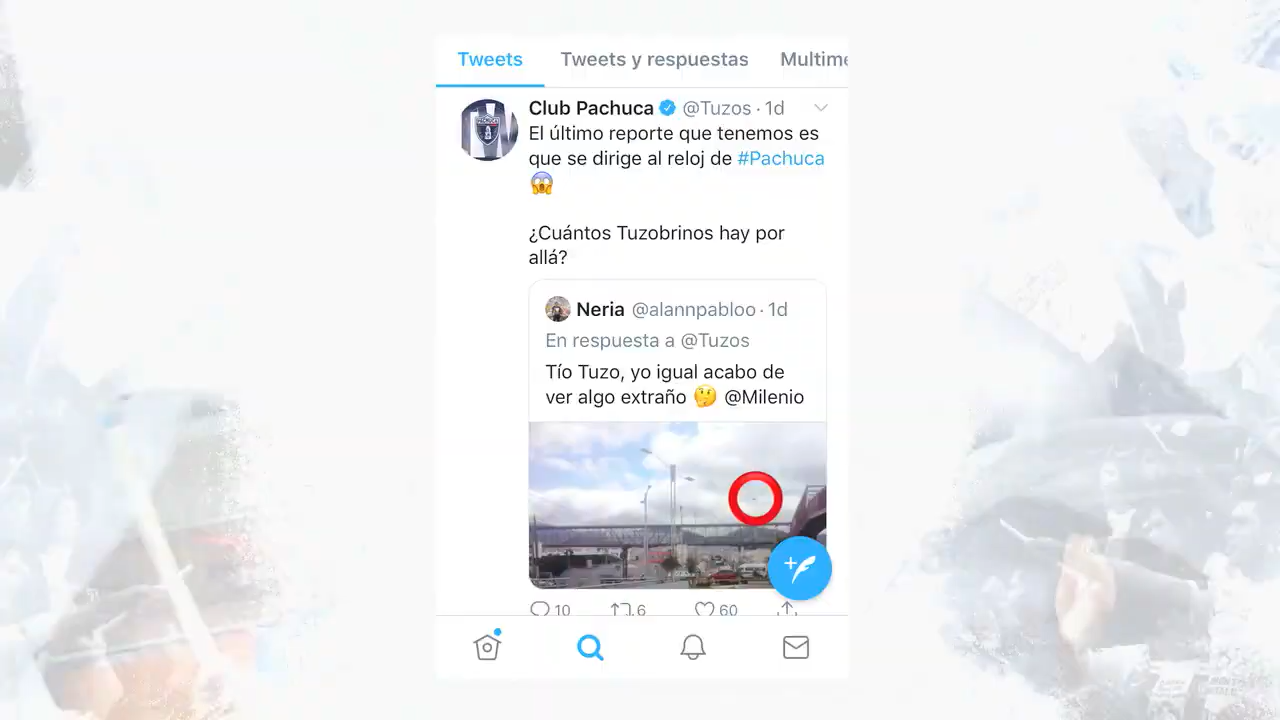 Tweets Tweets y respuestas Multime
Club Pachuca @Tuzos · 1d
El último reporte que tenemos es
que se dirige al reloj de #Pachuca
😱
¿Cuántos Tuzobrinos hay por
allá?
Neria @alannpabloo · 1d
En respuesta a @Tuzos
Tío Tuzo, yo igual acabo de
ver algo extraño 🤔 @Milenio
10 6 60